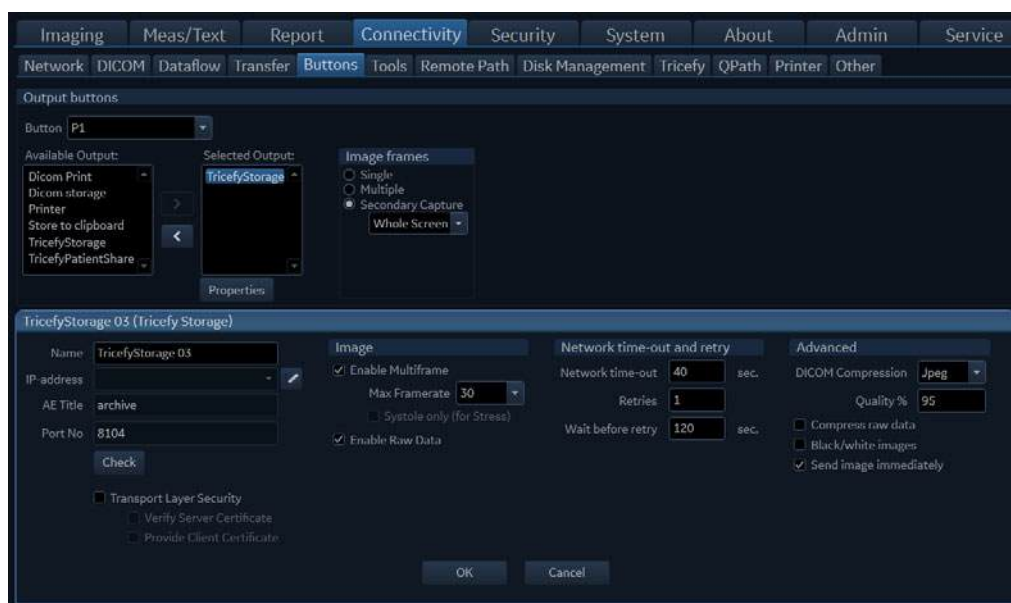 Imaging Meas/Text Report Connectivity Security System About Admin Service
Network DICOM Dataflow Transfer Buttons Tools Remote Path Disk Management Tricefy QPath Printer Other
Output buttons
Button P1
Available Output: Selected Output: Image frames
Dicom Print TricefyStorage Single
Dicom storage Multiple
Printer Secondary Capture
Store to clipboard > Whole Screen
TricefyStorage <
TricefyPatientShare
Properties
TricefyStorage 03 (Tricefy Storage)
Name TricefyStorage 03 Image Network time-out and retry Advanced
IP-address Enable Multiframe Network time-out 40 sec. DICOM Compression Jpeg
AE Title archive Max Framerate 30 Retries 1 Quality % 95
Systole only (for Stress) Compress raw data
Port No 8104 Enable Raw Data Wait before retry 120 sec. Black/white images
Check Send image immediately
Transport Layer Security
Verify Server Certificate
Provide Client Certificate
OK Cancel